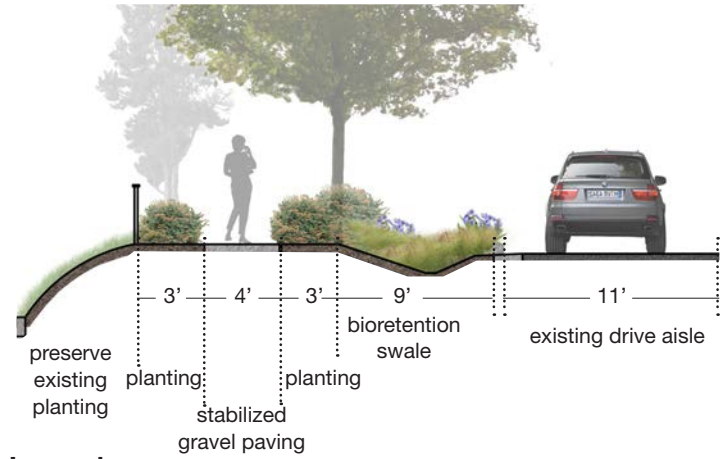 3’ 4’ 3’ 9’ 11’
bioretention
swale
existing drive aisle
preserve
existing
planting
planting
planting
stabilized
gravel paving